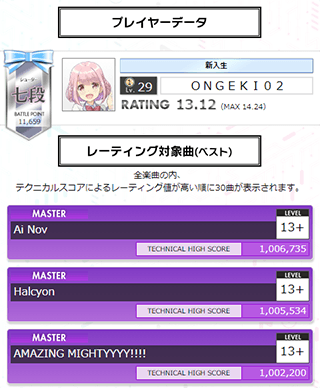 プレイヤーデータ
シューター
七段
BATTLE POINT
11,659
新入生
Lv. 29
ＯＮＧＥＫＩ０２
RATING 13.12 (MAX 14.24)
レーティング対象曲(ベスト)
全楽曲の内、
テクニカルスコアによるレーティング値が高い順に30曲が表示されます。
MASTER
LEVEL
Ai Nov
13+
TECHNICAL HIGH SCORE 1,006,735
MASTER
LEVEL
Halcyon
13+
TECHNICAL HIGH SCORE 1,005,534
MASTER
LEVEL
AMAZING MIGHTYYYY!!!!
13+
TECHNICAL HIGH SCORE 1,002,200